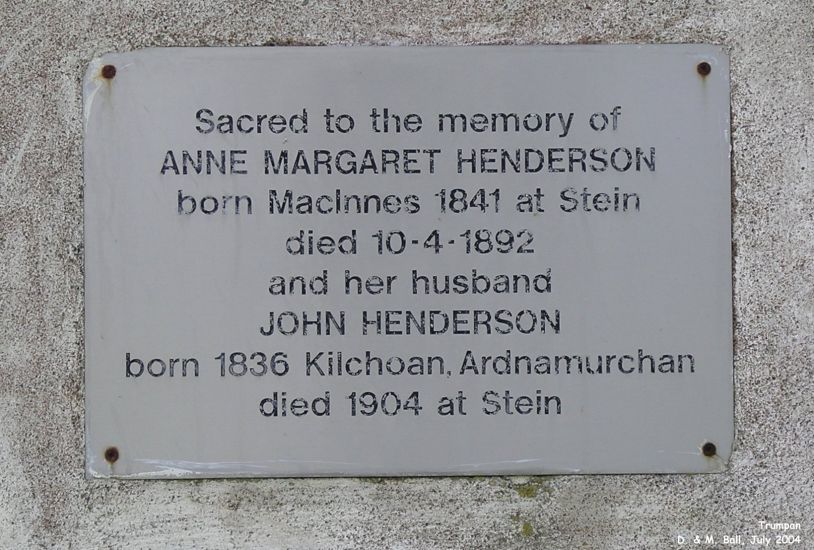 Sacred to the memory of
ANNE MARGARET HENDERSON
born MacInnes 1841 at Stein
died 10-4-1892
and her husband
JOHN HENDERSON
born 1836 Kilchoan, Ardnamurchan
died 1904 at Stein
Trumpan
D. & M. Ball, July 2004